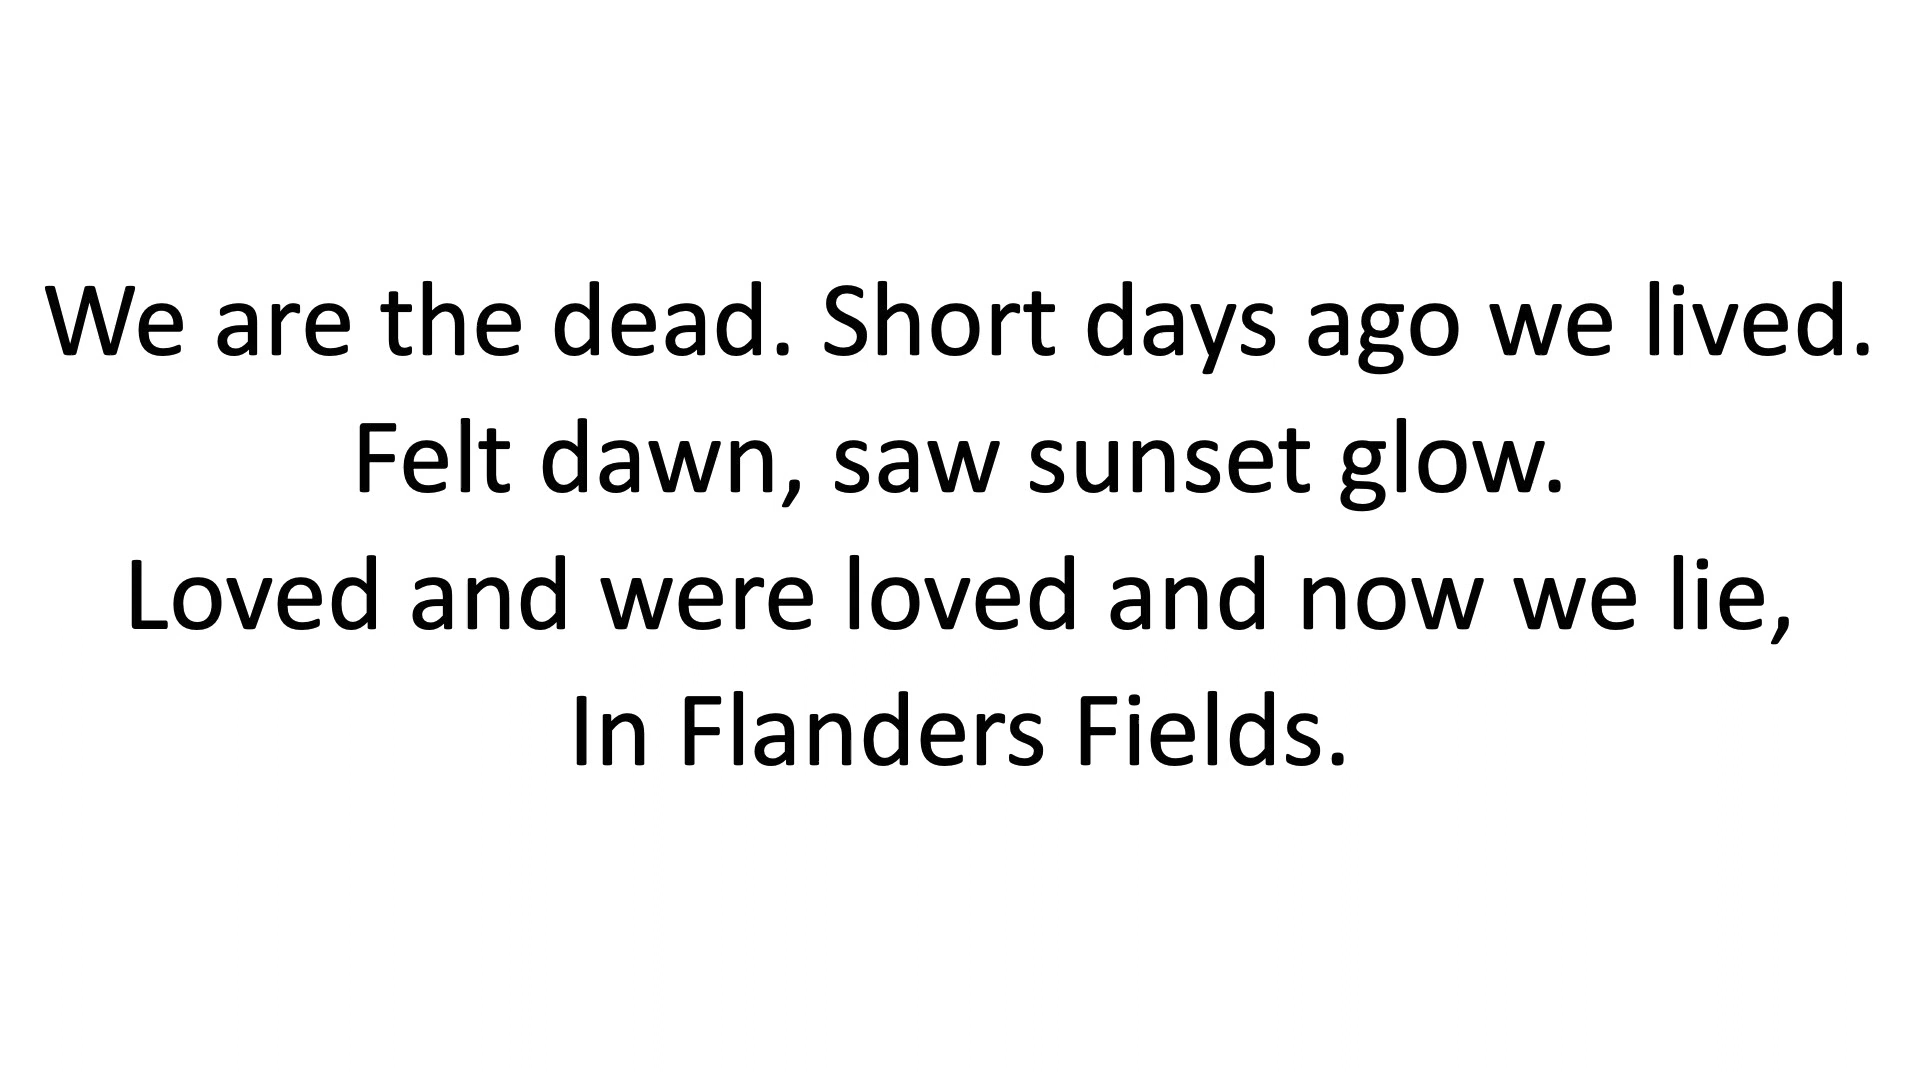 We are the dead. Short days ago we lived.
Felt dawn, saw sunset glow.
Loved and were loved and now we lie,
In Flanders Fields.